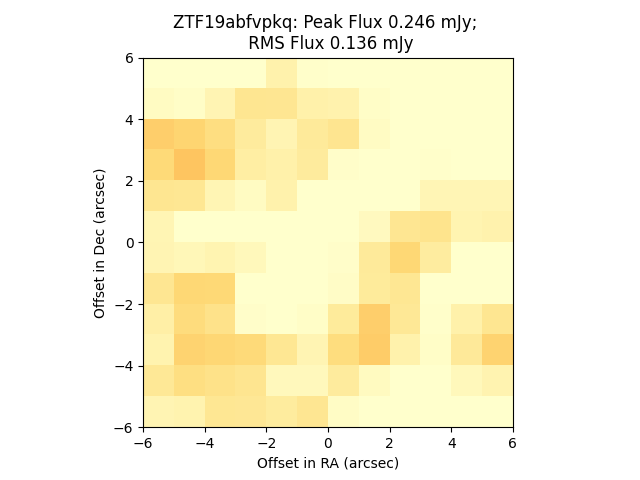 ZTF19abfvpkq: Peak Flux 0.246 mJy;
RMS Flux 0.136 mJy
6
4
2
0
−2
−4
−6
Offset in Dec (arcsec)
−6 −4 −2 0 2 4 6
Offset in RA (arcsec)